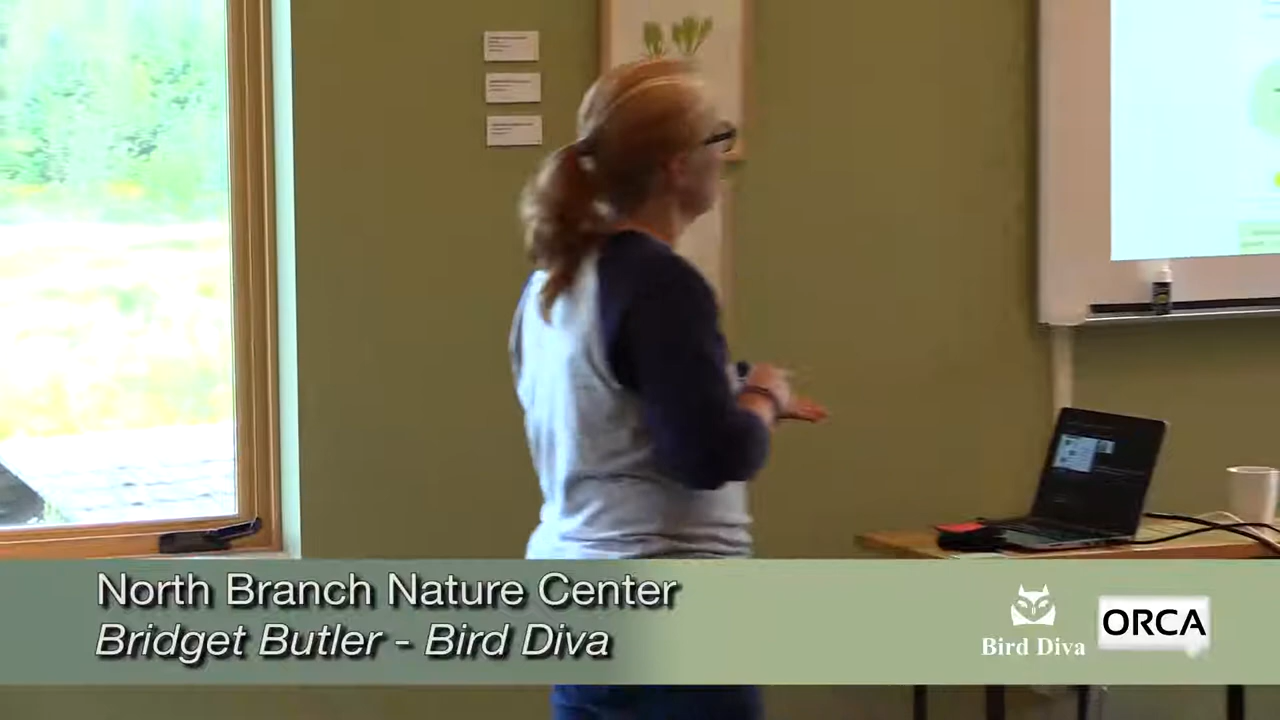 North Branch Nature Center
Bridget Butler - Bird Diva
Bird Diva
ORCA